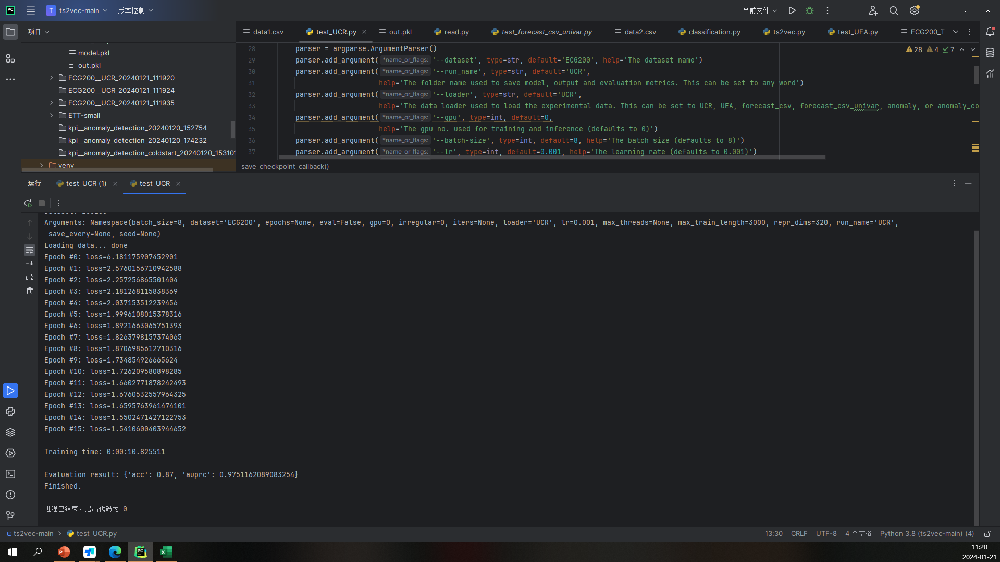 PC
T ts2vec-main
版本控制
当前文件
项目
data1.csv
test_UCR.py
out.pkl
read.py
test_forecast_csv_univar.py
data2.csv
classification.py
ts2vec.py
test_UEA.py
ECG200_T
model.pkl
out.pkl
ECG200__UCR_20240121_111920
ECG200__UCR_20240121_111924
ECG200__UCR_20240121_111935
ETT-small
kpi__anomaly_detection_20240120_152754
kpi__anomaly_detection_20240120_174232
kpi__anomaly_detection_coldstart_20240120_153101
venv
28 4 7
28 parser = argparse.ArgumentParser()
29 parser.add_argument( *name_or_flags: '--dataset', type=str, default='ECG200', help='The dataset name')
30 parser.add_argument( *name_or_flags: '--run_name', type=str, default='UCR',
31 help='The folder name used to save model, output and evaluation metrics. This can be set to any word')
32 parser.add_argument( *name_or_flags: '--loader', type=str, default='UCR',
33 help='The data loader used to load the experimental data. This can be set to UCR, UEA, forecast_csv, forecast_csv_univar, anomaly, or anomaly_co
34 parser.add_argument( *name_or_flags: '--gpu', type=int, default=0,
35 help='The gpu no. used for training and inference (defaults to 0)')
36 parser.add_argument( *name_or_flags: '--batch-size', type=int, default=8, help='The batch size (defaults to 8)')
37 parser.add_argument( *name_or_flags: '--lr', type=int, default=0.001, help='The learning rate (defaults to 0.001)')
save_checkpoint_callback()
运行
test_UCR (1)
test_UCR
Arguments: Namespace(batch_size=8, dataset='ECG200', epochs=None, eval=False, gpu=0, irregular=0, iters=None, loader='UCR', lr=0.001, max_threads=None, max_train_length=3000, repr_dims=320, run_name='UCR',
save_every=None, seed=None)
Loading data... done
Epoch #0: loss=6.181175907452901
Epoch #1: loss=2.5760156710942588
Epoch #2: loss=2.257256865501404
Epoch #3: loss=2.181268115838369
Epoch #4: loss=2.037153512239456
Epoch #5: loss=1.9996108015378316
Epoch #6: loss=1.8921663065751393
Epoch #7: loss=1.8263798157374065
Epoch #8: loss=1.8706985612710316
Epoch #9: loss=1.734854926665624
Epoch #10: loss=1.726209580898285
Epoch #11: loss=1.6602771878242493
Epoch #12: loss=1.6760532557964325
Epoch #13: loss=1.6595763961474101
Epoch #14: loss=1.5502471427122753
Epoch #15: loss=1.5410600403944652
Training time: 0:00:10.825511
Evaluation result: {'acc': 0.87, 'auprc': 0.9751162089083254}
Finished.
进程已结束，退出代码为 0
ts2vec-main > test_UCR.py
13:30 CRLF UTF-8 4 个空格 Python 3.8 (ts2vec-main) (4)
11:20
2024-01-21